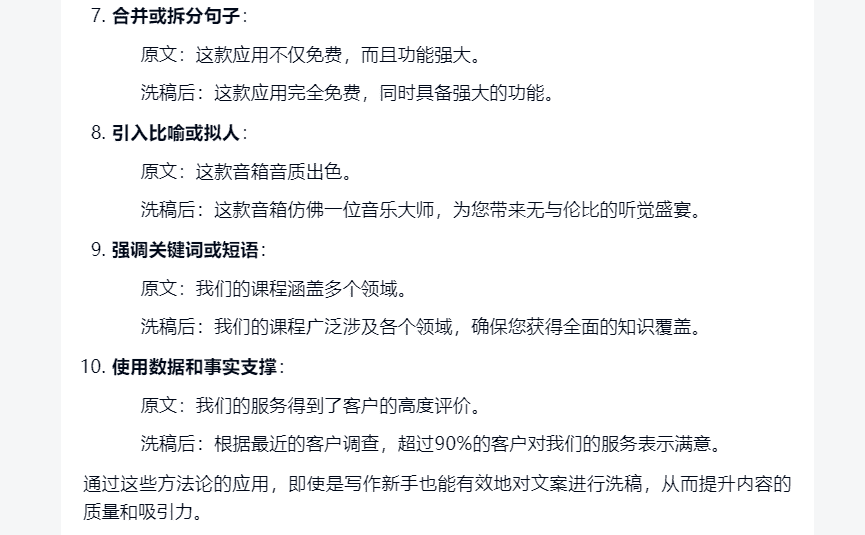 7. 合并或拆分句子：
原文：这款应用不仅免费，而且功能强大。
洗稿后：这款应用完全免费，同时具备强大的功能。
8. 引入比喻或拟人：
原文：这款音箱音质出色。
洗稿后：这款音箱仿佛一位音乐大师，为您带来无与伦比的听觉盛宴。
9. 强调关键词或短语：
原文：我们的课程涵盖多个领域。
洗稿后：我们的课程广泛涉及各个领域，确保您获得全面的知识覆盖。
10. 使用数据和事实支撑：
原文：我们的服务得到了客户的高度评价。
洗稿后：根据最近的客户调查，超过90%的客户对我们的服务表示满意。
通过这些方法论的应用，即使是写作新手也能有效地对文案进行洗稿，从而提升内容的
质量和吸引力。